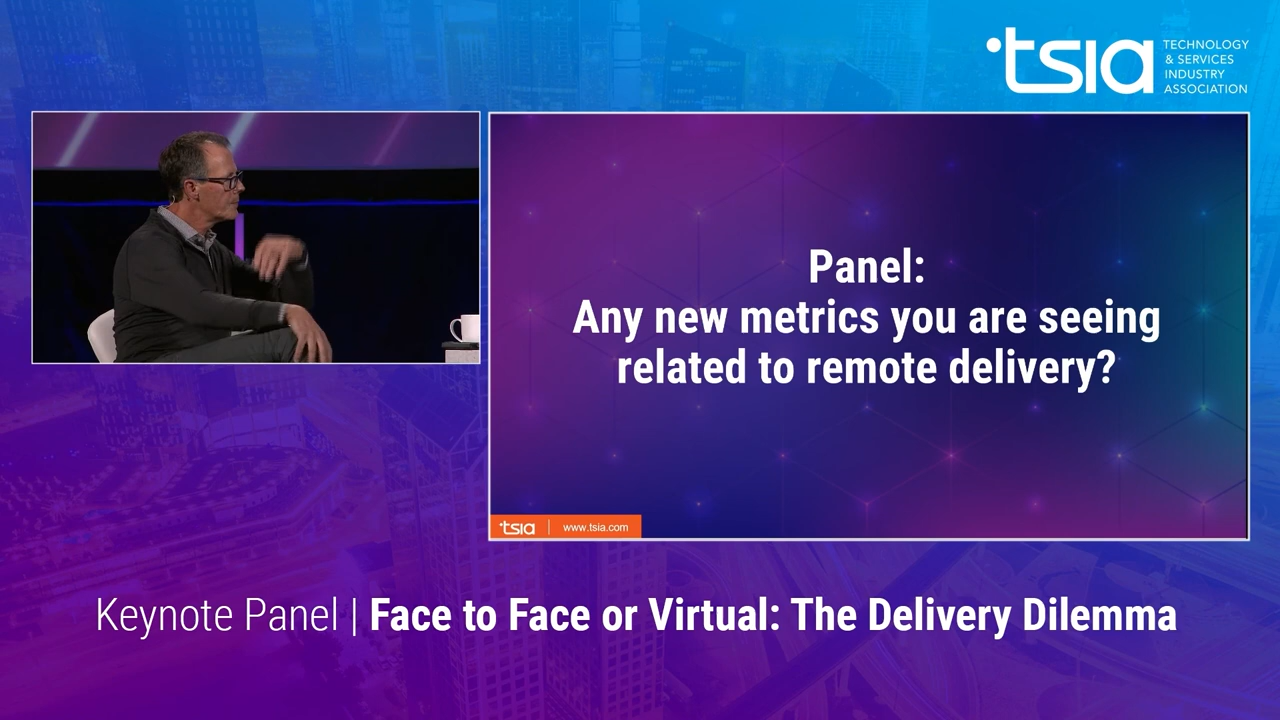 tsia TECHNOLOGY
& SERVICES
INDUSTRY
ASSOCIATION
Panel:
Any new metrics you are seeing
related to remote delivery?
tsia | www.tsia.com
Keynote Panel | Face to Face or Virtual: The Delivery Dilemma